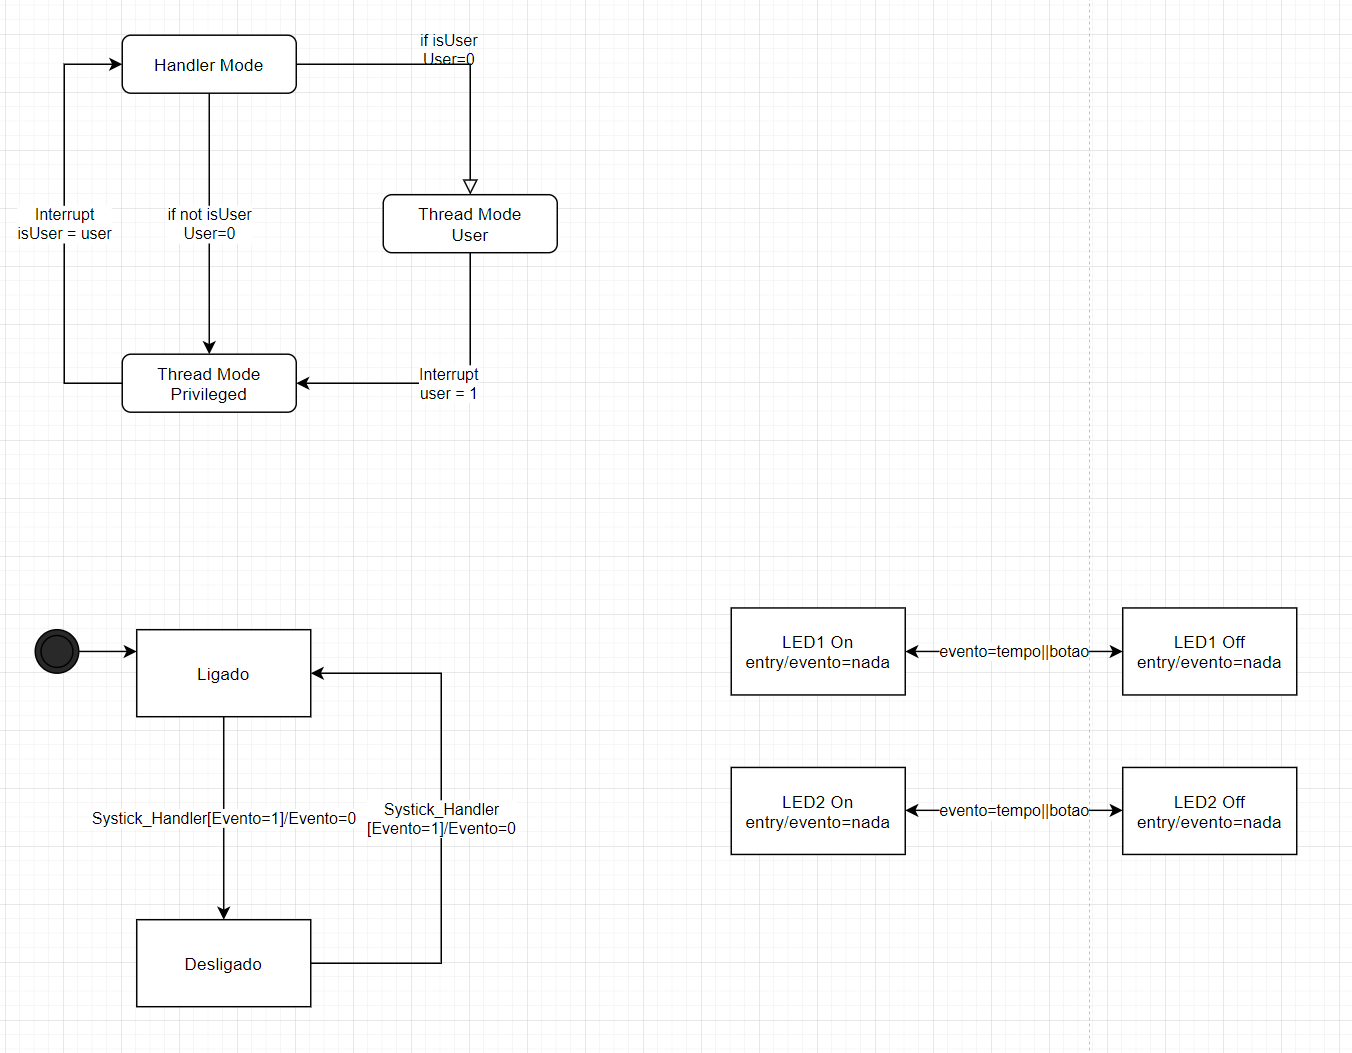 if isUser
User=0
Handler Mode
Interrupt
isUser = user
if not isUser
User=0
Thread Mode
User
Thread Mode
Privileged
Interrupt
user = 1
Ligado
Systick_Handler[Evento=1]/Evento=0
Systick_Handler
[Evento=1]/Evento=0
Desligado
LED1 On
entry/evento=nada
evento=tempo||botao
LED1 Off
entry/evento=nada
LED2 On
entry/evento=nada
evento=tempo||botao
LED2 Off
entry/evento=nada